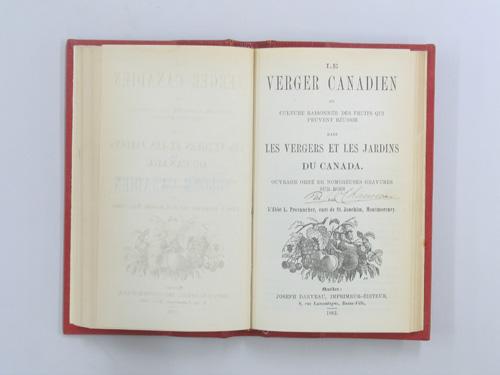 LE
VERGER CANADIEN
OU
CULTURE RAISONNÉE DES FRUITS QUI
PEUVENT RÉUSSIR
DANS
LES VERGERS ET LES JARDINS
DU CANADA.
OUVRAGE ORNÉ DE NOMBREUSES GRAVURES
SUR BOIS
L'Abbé L. Provancher, curé de St. Joachim, Montmorency.
Québec:
JOSEPH DARVEAU, IMPRIMEUR-ÉDITEUR,
8, rue Lamontagne, Basse-Ville,
1862.